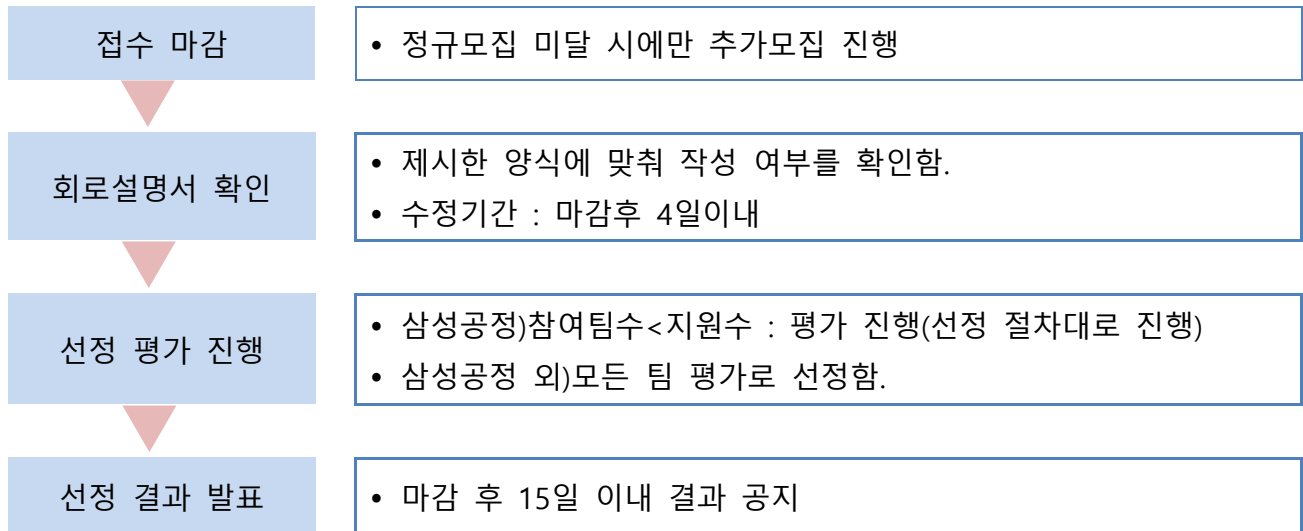 접수 마감
• 정규모집 미달 시에만 추가모집 진행
회로설명서 확인
• 제시한 양식에 맞춰 작성 여부를 확인함.
• 수정기간 : 마감후 4일이내
선정 평가 진행
• 삼성공정)참여팀수<지원수 : 평가 진행(선정 절차대로 진행)
• 삼성공정 외)모든 팀 평가로 선정함.
선정 결과 발표
• 마감 후 15일 이내 결과 공지